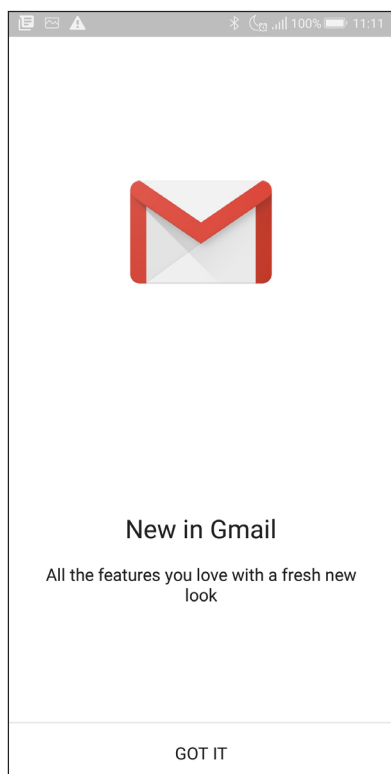 100% 11:11
New in Gmail
All the features you love with a fresh new
look
GOT IT